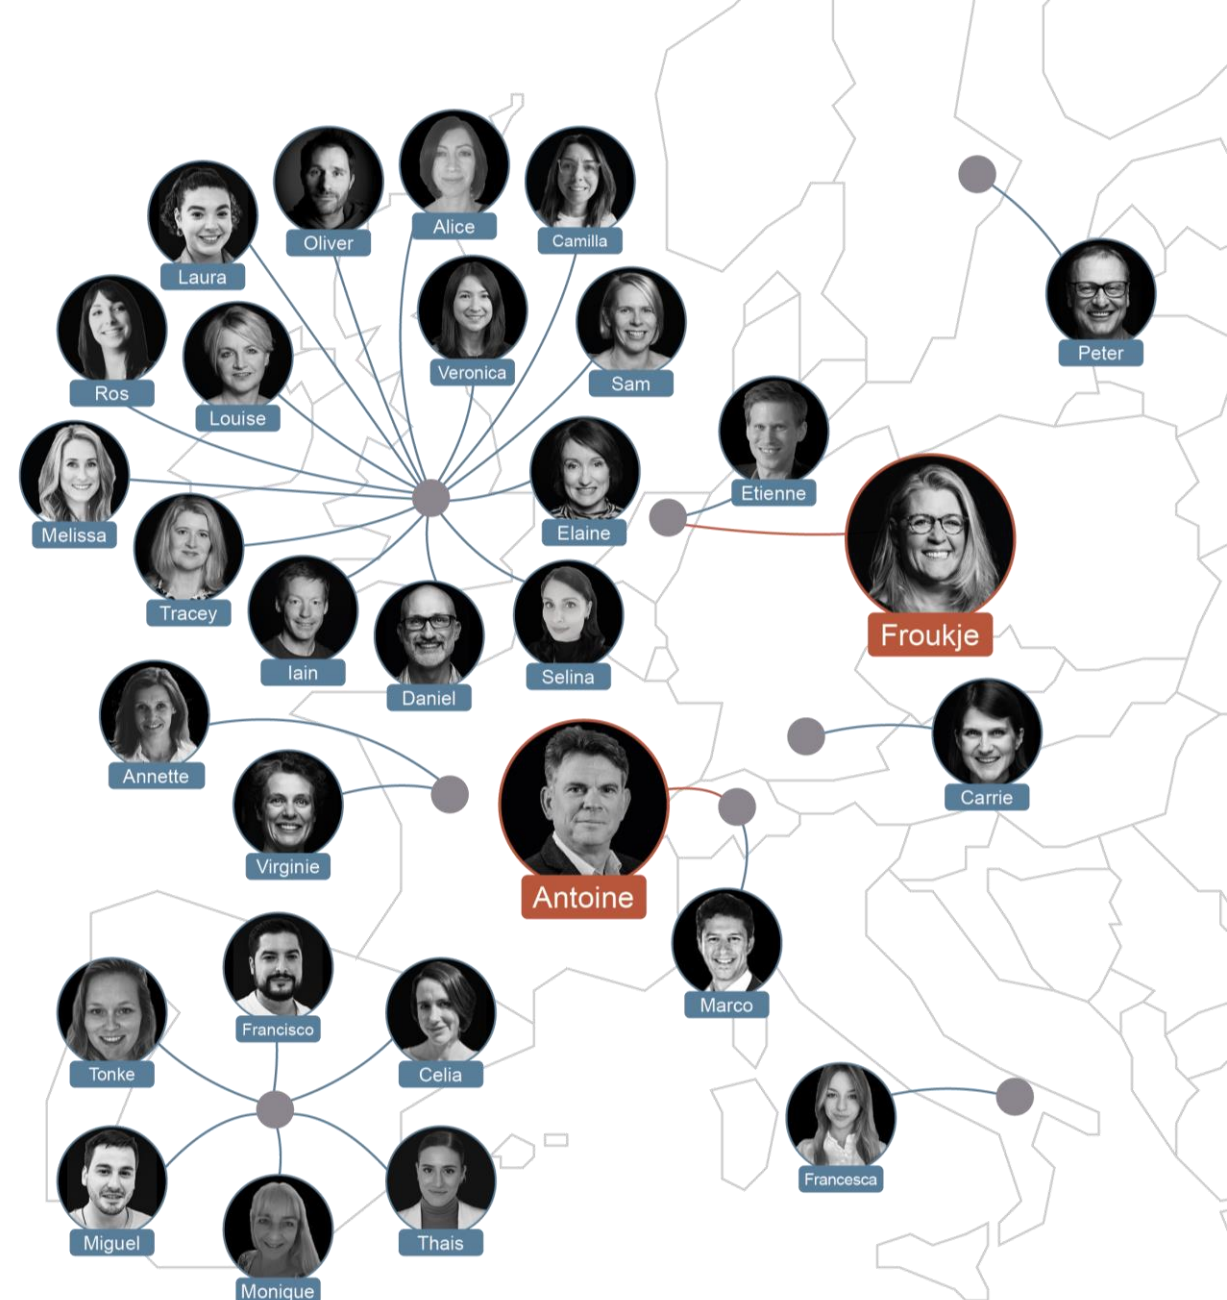 Alice
Oliver
Camilla
Laura
Peter
Veronica
Sam
Ros
Louise
Etienne
Elaine
Melissa
Tracey
Froukje
Iain
Selina
Daniel
Annette
Carrie
Virginie
Antoine
Marco
Francisco
Tonke
Celia
Francesca
Miguel
Thais
Monique